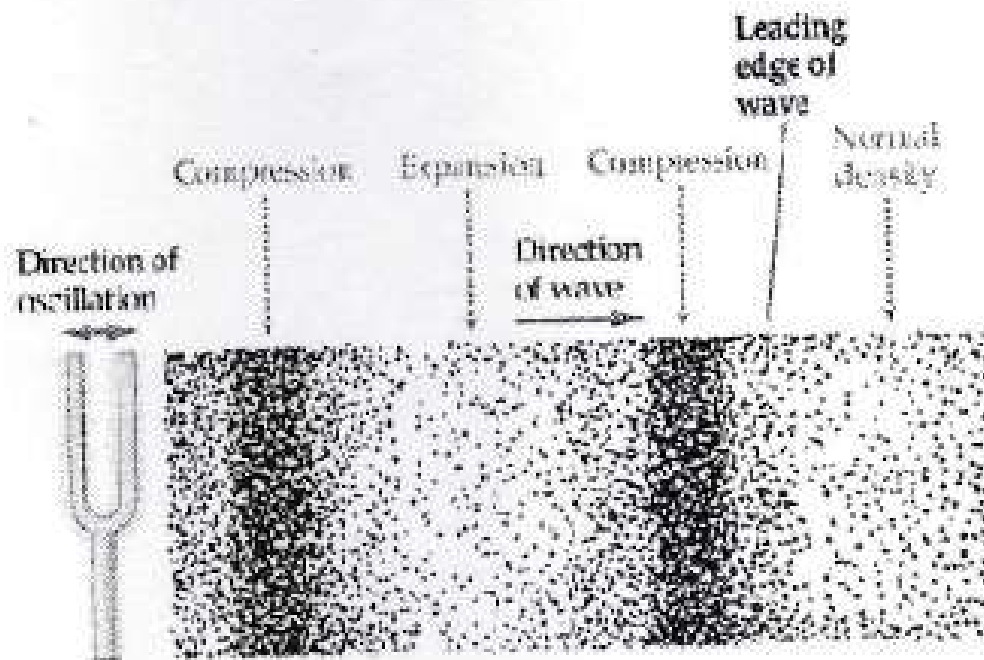 Leading
edge of
wave
Normal
density
Compression
Expansion
Compression
Direction
of wave
Direction of
oscillation